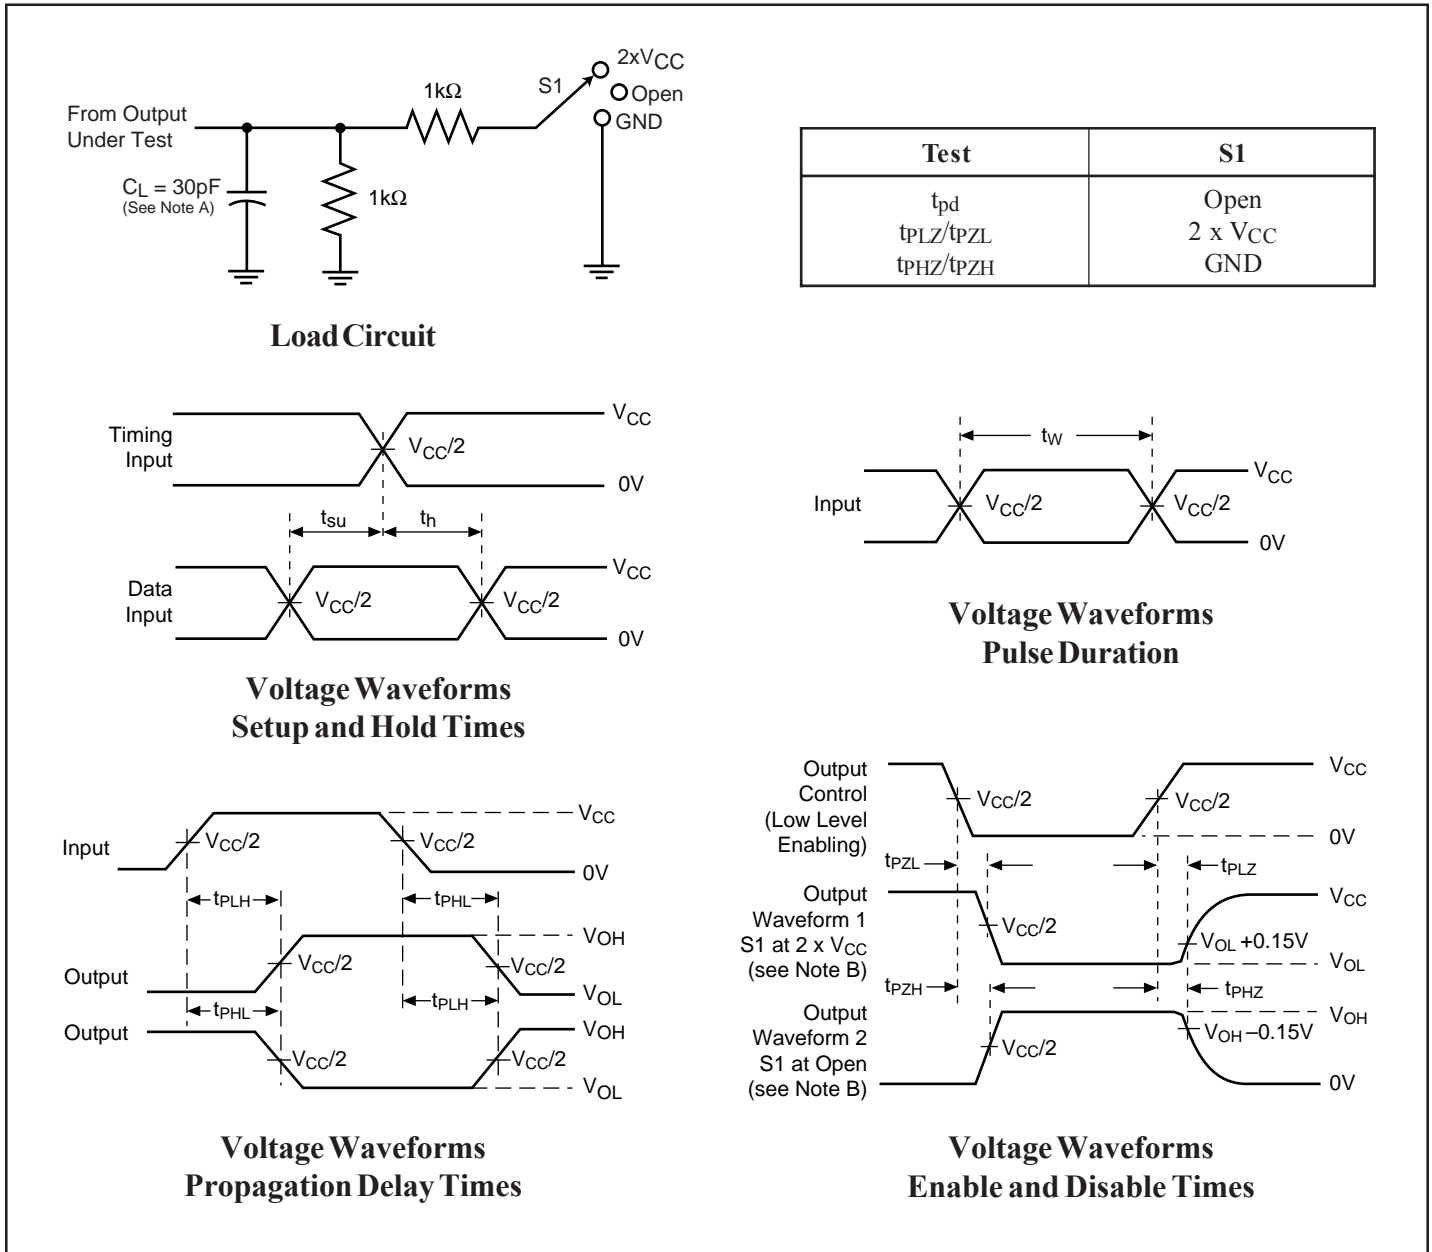 2xVCC
S1
Open
GND
1kΩ
From Output
Under Test
CL = 30pF
(See Note A)
1kΩ
Load Circuit
Test S1
tpd Open
tPLZ/tPZL 2 x VCC
tPHZ/tPZH GND
Timing
Input
VCC
VCC/2
0V
tsu th
Data
Input
VCC
VCC/2 VCC/2
0V
Voltage Waveforms
Setup and Hold Times
tW
Input
VCC
VCC/2 VCC/2
0V
Voltage Waveforms
Pulse Duration
Input
VCC
VCC/2 VCC/2
0V
tPLH tPHL
Output
VOH
VCC/2 VCC/2
VOL
tPHL tPLH
Output
VOH
VCC/2 VCC/2
VOL
Voltage Waveforms
Propagation Delay Times
Output
Control
(Low Level
Enabling)
VCC
VCC/2 VCC/2
0V
tPZL tPLZ
Output
Waveform 1
S1 at 2 x VCC
(see Note B)
VCC
VCC/2
VOL +0.15V
VOL
tPZH tPHZ
Output
Waveform 2
S1 at Open
(see Note B)
VOH
VOH –0.15V
VCC/2
0V
Voltage Waveforms
Enable and Disable Times